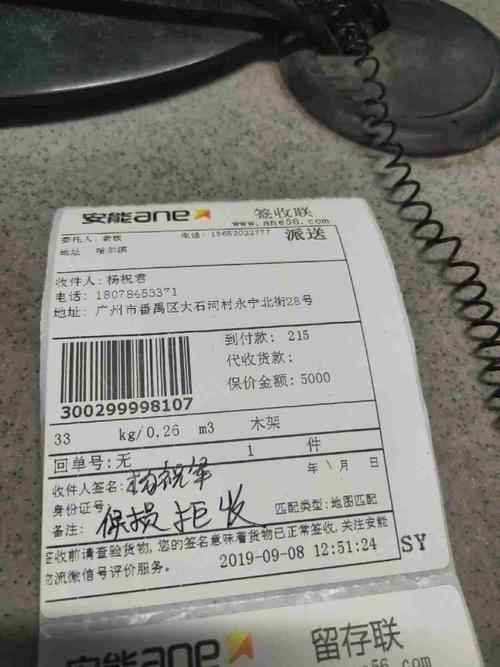 安能ane 签收联
www.ane56.com
委托人: 老板 电话: 15652022777 派送
地址 哈尔滨
收件人: 杨祝君
电话: 18078453371
地址: 广州市番禺区大石河村永宁北街28号
到付款: 215
代收货款:
保价金额: 5000
300299998107
33 kg/0.26 m3 木架
回单号: 无 1 件
收件人签名: 杨祝军 年 \ 月 日
身份证号: 匹配类型: 地图匹配
备注: 保损 拒收
签收前请查验货物, 您的签名意味着货物已正常签收, 关注安能
物流微信号评价服务。 2019-09-08 12:51:24 SY
安能ane 留存联